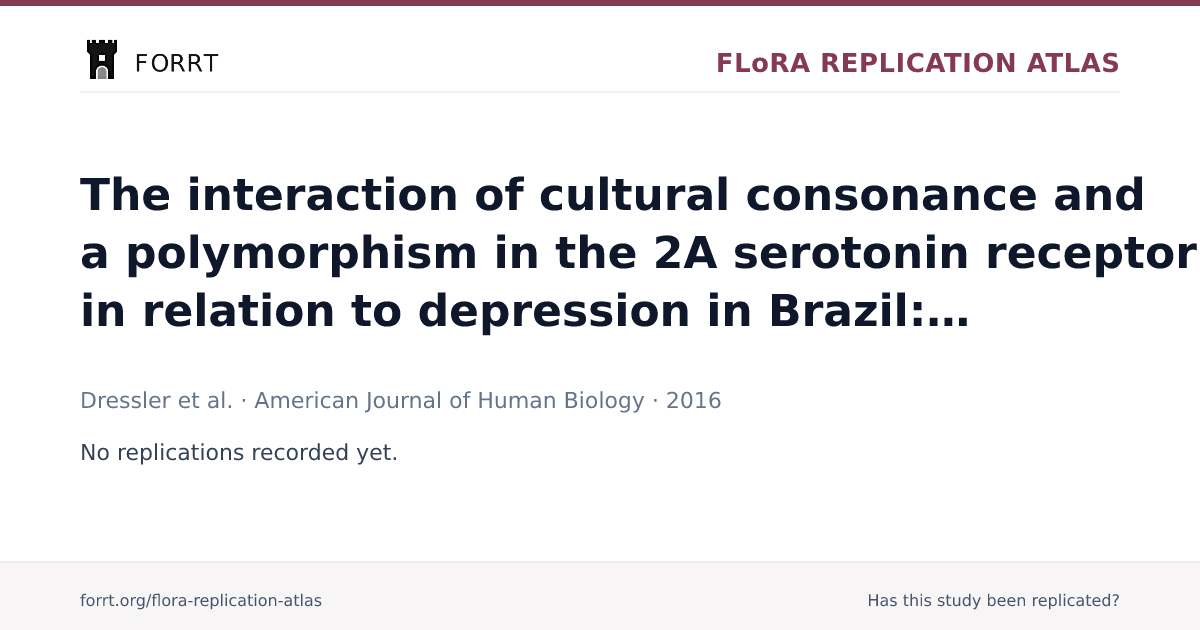 FORRT
FLoRA REPLICATION ATLAS
The interaction of cultural consonance and
a polymorphism in the 2A serotonin receptor
in relation to depression in Brazil:…
Dressler et al. · American Journal of Human Biology · 2016
No replications recorded yet.
forrt.org/flora-replication-atlas
Has this study been replicated?